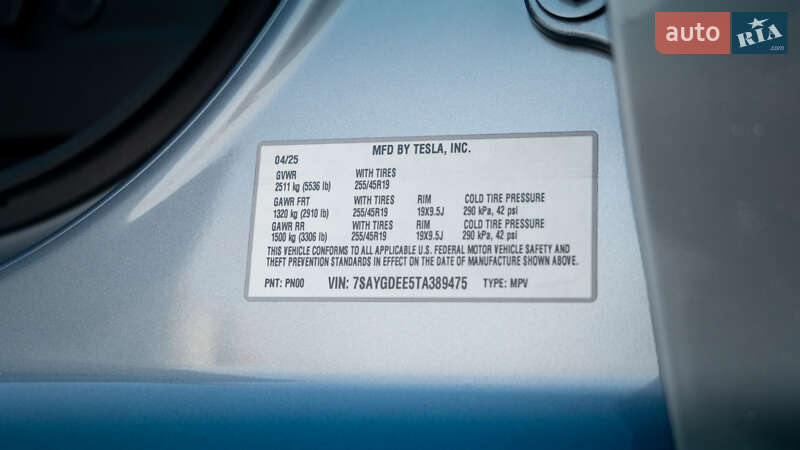 auto RIA .com
MFD BY TESLA, INC.
04/25
GVWR WITH TIRES
2511 kg (5536 lb) 255/45R19
GAWR FRT WITH TIRES RIM COLD TIRE PRESSURE
1320 kg (2910 lb) 255/45R19 19X9.5J 290 kPa, 42 psi
GAWR RR WITH TIRES RIM COLD TIRE PRESSURE
1500 kg (3306 lb) 255/45R19 19X9.5J 290 kPa, 42 psi
THIS VEHICLE CONFORMS TO ALL APPLICABLE U.S. FEDERAL MOTOR VEHICLE SAFETY AND
THEFT PREVENTION STANDARDS IN EFFECT ON THE DATE OF MANUFACTURE SHOWN ABOVE.
PNT: PN00 VIN: 7SAYGDEE5TA389475 TYPE: MPV